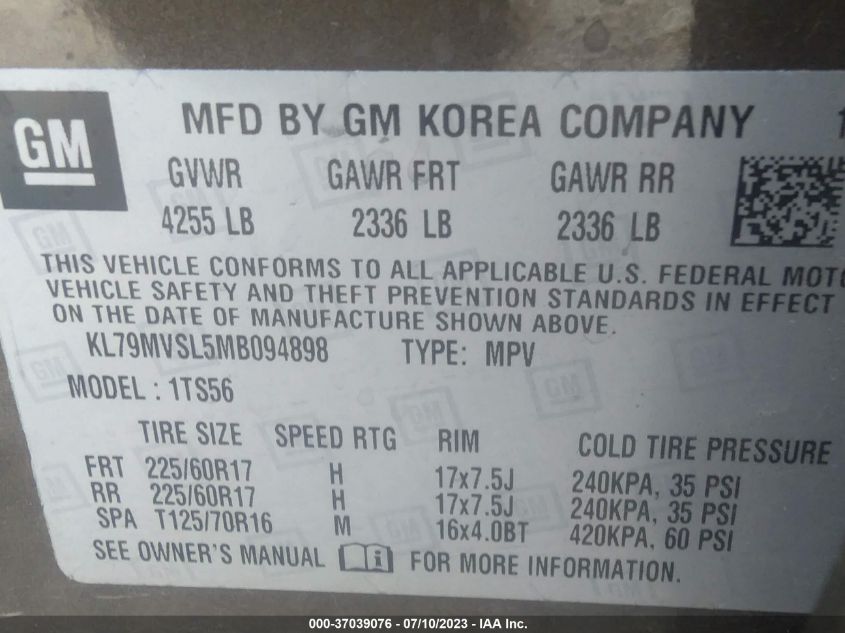 GM
MFD BY GM KOREA COMPANY
GVWR GAWR FRT GAWR RR
4255 LB 2336 LB 2336 LB
THIS VEHICLE CONFORMS TO ALL APPLICABLE U.S. FEDERAL
VEHICLE SAFETY AND THEFT PREVENTION STANDARDS IN EFFECT
ON THE DATE OF MANUFACTURE SHOWN ABOVE.
KL79MVSL5MB094898 TYPE: MPV
MODEL : 1TS56
TIRE SIZE SPEED RTG RIM COLD TIRE PRESSURE
FRT 225/60R17 H 17x7.5J 240KPA, 35 PSI
RR 225/60R17 H 17x7.5J 240KPA, 35 PSI
SPA T125/70R16 M 16x4.0BT 420KPA, 60 PSI
SEE OWNER'S MANUAL FOR MORE INFORMATION.
000-37039076 - 07/10/2023 - IAA Inc.